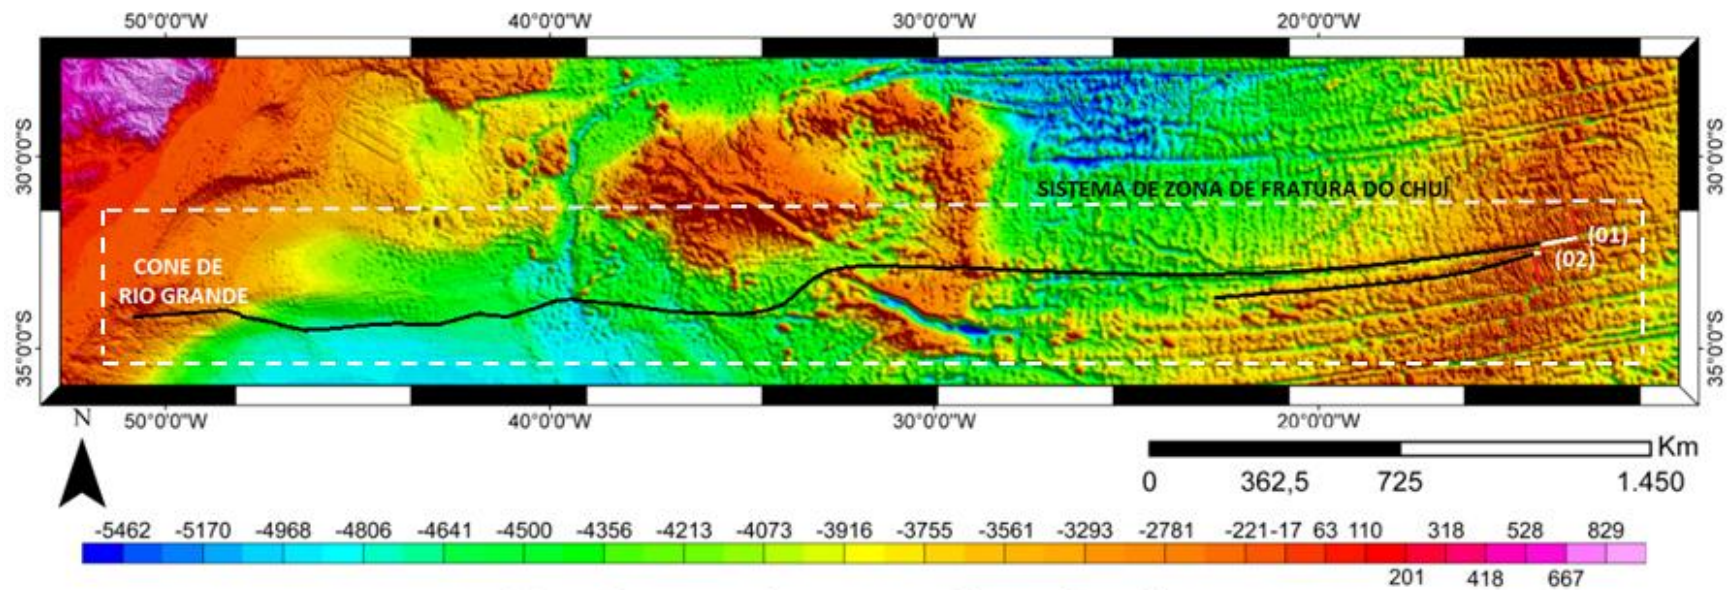 50°0'0"W 40°0'0"W 30°0'0"W 20°0'0"W
30°0'0"S 30°0'0"S
SISTEMA DE ZONA DE FRATURA DO CHUÍ
(01)
(02)
CONE DE
RIO GRANDE
35°0'0"S 35°0'0"S
50°0'0"W 40°0'0"W 30°0'0"W 20°0'0"W
N
Km
0 362,5 725 1.450
-5462 -5170 -4968 -4806 -4641 -4500 -4356 -4213 -4073 -3916 -3755 -3561 -3293 -2781 -221 -17 63 110 318 528 829
201 418 667